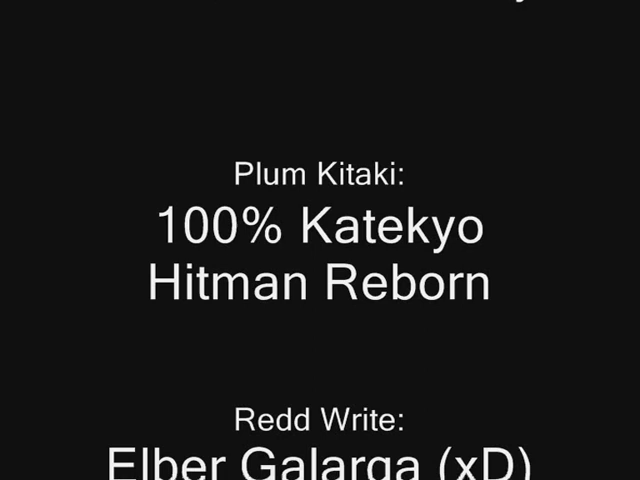 Plum Kitaki:
100% Katekyo
Hitman Reborn
Redd Write:
Elber Galarga (xD)